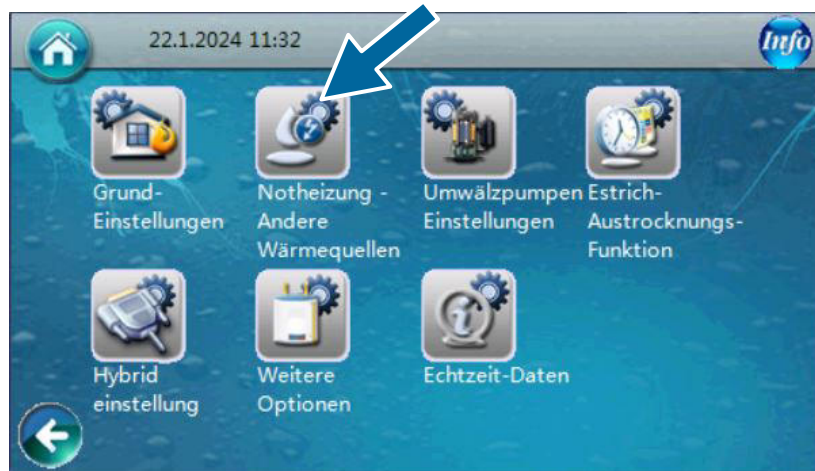 22.1.2024 11:32
Info
Grund-
Einstellungen
Notheizung -
Andere
Wärmequellen
Umwälzpumpen
Einstellungen
Estrich-
Austrocknungs-
Funktion
Hybrid
einstellung
Weitere
Optionen
Echtzeit-Daten